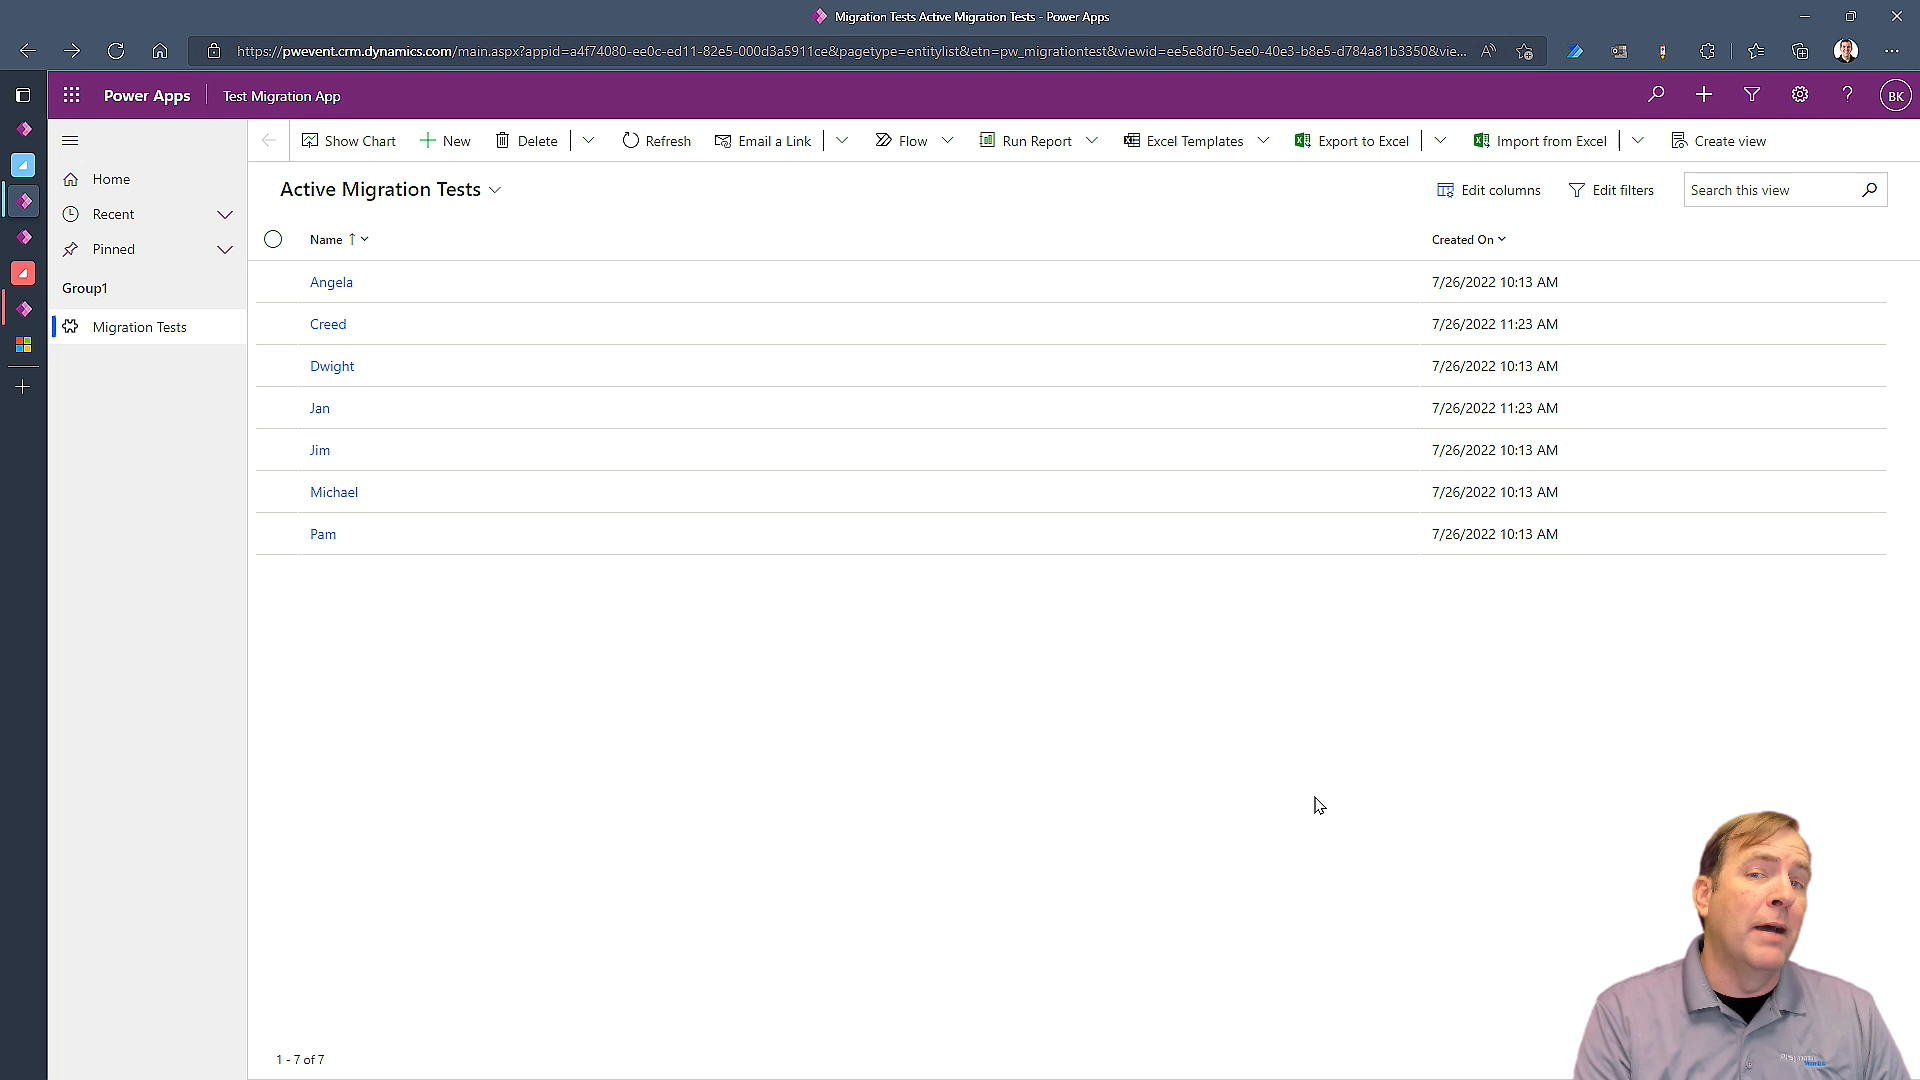 Migration Tests Active Migration Tests - Power Apps
https://pwevent.crm.dynamics.com/main.aspx?appid=a4f74080-ee0c-ed11-82e5-000d3a5911ce&pagetype=entitylist&etn=pw_migrationtest&viewid=ee5e8df0-5ee0-40e3-b8e5-d784a81b3350&vie...
Power Apps
Test Migration App
BK
Show Chart
New
Delete
Refresh
Email a Link
Flow
Run Report
Excel Templates
Export to Excel
Import from Excel
Create view
Home
Recent
Pinned
Group1
Migration Tests
Active Migration Tests
Edit columns
Edit filters
Search this view
Name
Created On
Angela 7/26/2022 10:13 AM
Creed 7/26/2022 11:23 AM
Dwight 7/26/2022 10:13 AM
Jan 7/26/2022 11:23 AM
Jim 7/26/2022 10:13 AM
Michael 7/26/2022 10:13 AM
Pam 7/26/2022 10:13 AM
1 - 7 of 7